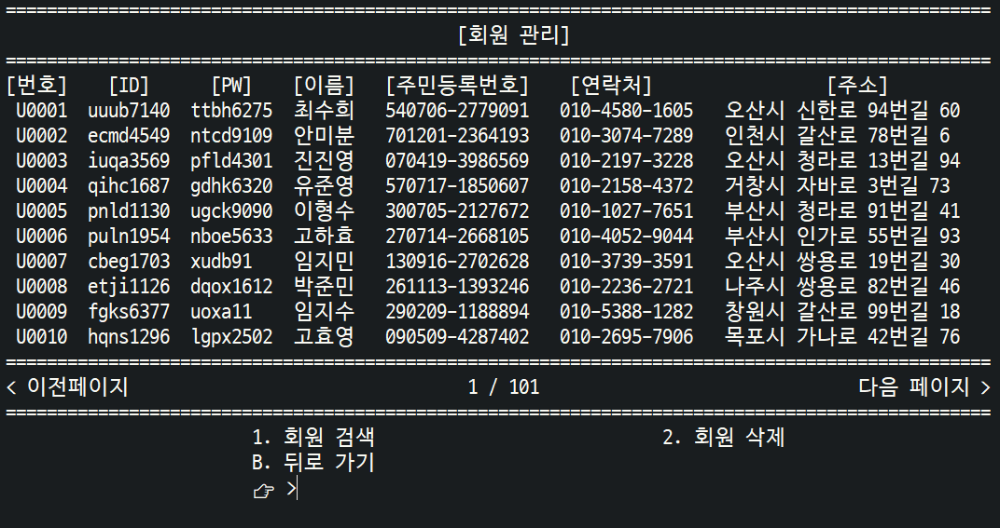 ================================================================================================
[회원 관리]
================================================================================================
[번호] [ID] [PW] [이름] [주민등록번호] [연락처] [주소]
U0001 uuub7140 ttbh6275 최수희 540706-2779091 010-4580-1605 오산시 신한로 94번길 60
U0002 ecmd4549 ntcd9109 안미분 701201-2364193 010-3074-7289 인천시 갈산로 78번길 6
U0003 iuqa3569 pfld4301 진진영 070419-3986569 010-2197-3228 오산시 청라로 13번길 94
U0004 qihc1687 gdhk6320 유준영 570717-1850607 010-2158-4372 거창시 자바로 3번길 73
U0005 pnld1130 ugck9090 이형수 300705-2127672 010-1027-7651 부산시 청라로 91번길 41
U0006 puln1954 nboe5633 고하효 270714-2668105 010-4052-9044 부산시 인가로 55번길 93
U0007 cbeg1703 xudb91 임지민 130916-2702628 010-3739-3591 오산시 쌍용로 19번길 30
U0008 etji1126 dqox1612 박준민 261113-1393246 010-2236-2721 나주시 쌍용로 82번길 46
U0009 fgks6377 uoxa11 임지수 290209-1188894 010-5388-1282 창원시 갈산로 99번길 18
U0010 hqns1296 lgpx2502 고효영 090509-4287402 010-2695-7906 목포시 가나로 42번길 76
================================================================================================
< 이전페이지 1 / 101 다음 페이지 >
================================================================================================
1. 회원 검색 2. 회원 삭제
B. 뒤로 가기
👉 >